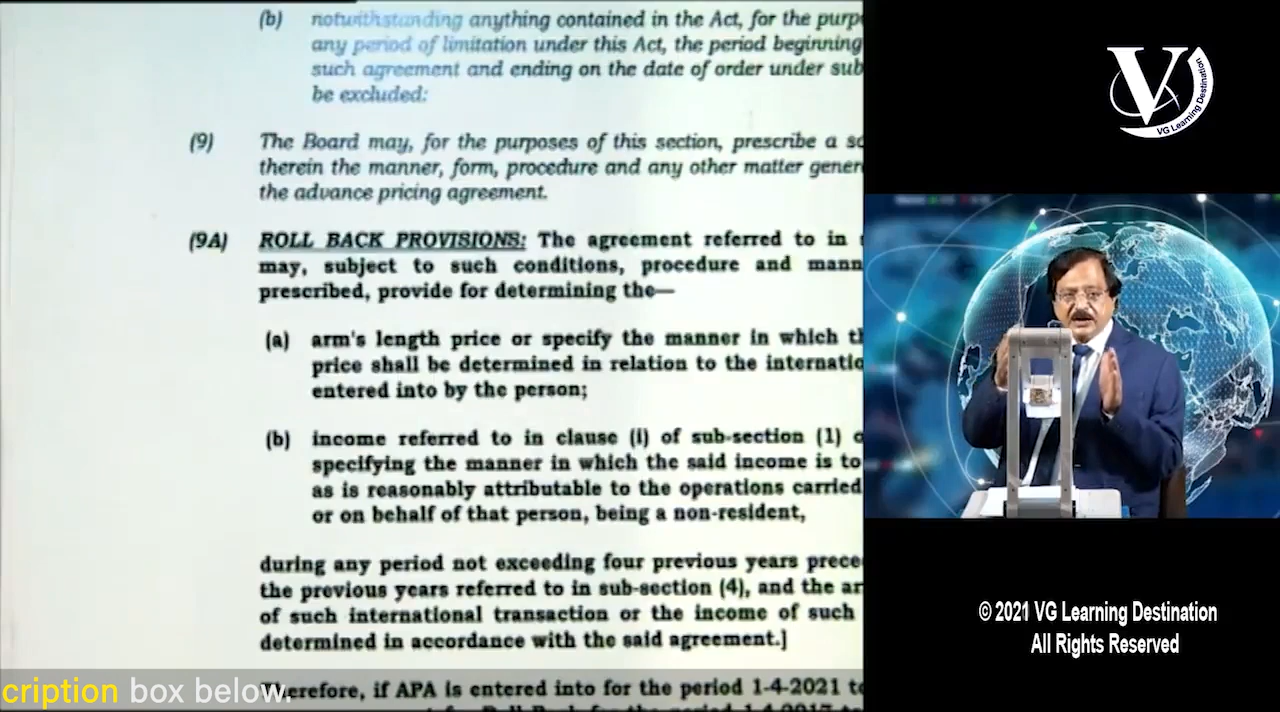 (b) notwithstanding anything contained in the Act, for the
any period of limitation under this Act, the period beginning
such agreement and ending on the date of order under
be excluded:
(9) The Board may, for the purposes of this section, prescribe a
therein the manner, form, procedure and any other matter
the advance pricing agreement.
(9A) ROLL BACK PROVISIONS: The agreement referred to in
may, subject to such conditions, procedure and
prescribed, provide for determining the—
(a) arm's length price or specify the manner in which
price shall be determined in relation to the
entered into by the person;
(b) income referred to in clause (i) of sub-section (1)
specifying the manner in which the said income is to
as is reasonably attributable to the operations carried
or on behalf of that person, being a non-resident,
during any period not exceeding four previous years
the previous years referred to in sub-section (4), and the
of such international transaction or the income of such
determined in accordance with the said agreement.]
Therefore, if APA is entered into for the period 1-4-2021
cription box below.
V
VG Learning Destination
© 2021 VG Learning Destination
All Rights Reserved